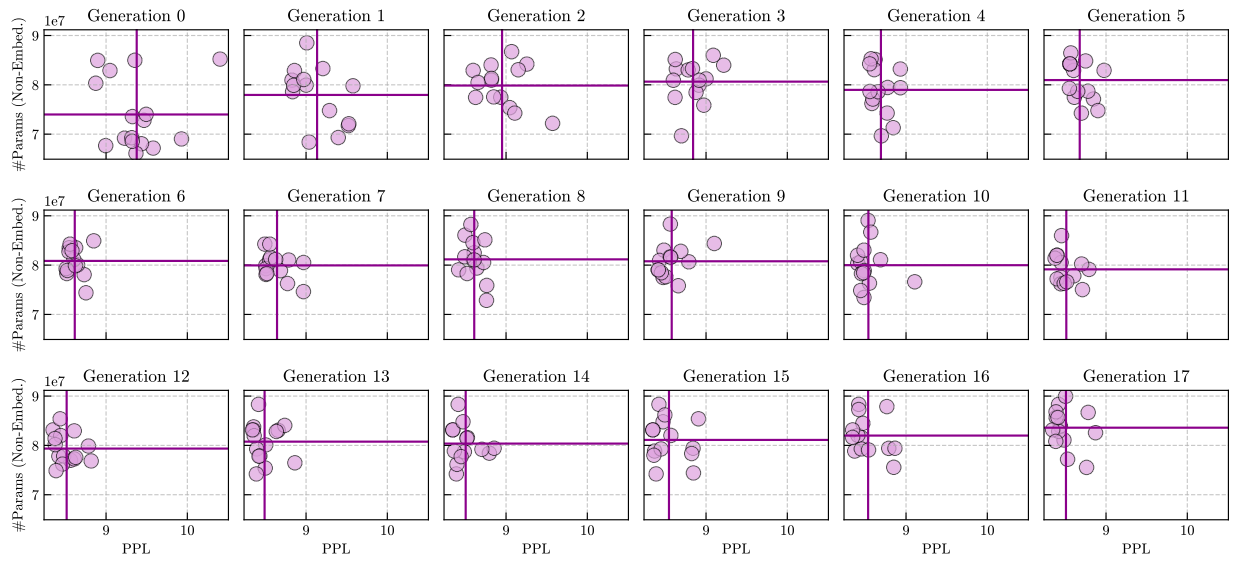 Generation 0 Generation 1 Generation 2 Generation 3 Generation 4 Generation 5
1e7
9
8
7
#Params (Non-Embed.)
Generation 6 Generation 7 Generation 8 Generation 9 Generation 10 Generation 11
1e7
9
8
7
#Params (Non-Embed.)
Generation 12 Generation 13 Generation 14 Generation 15 Generation 16 Generation 17
1e7
9
8
7
#Params (Non-Embed.)
9 10 9 10 9 10 9 10 9 10 9 10
PPL PPL PPL PPL PPL PPL